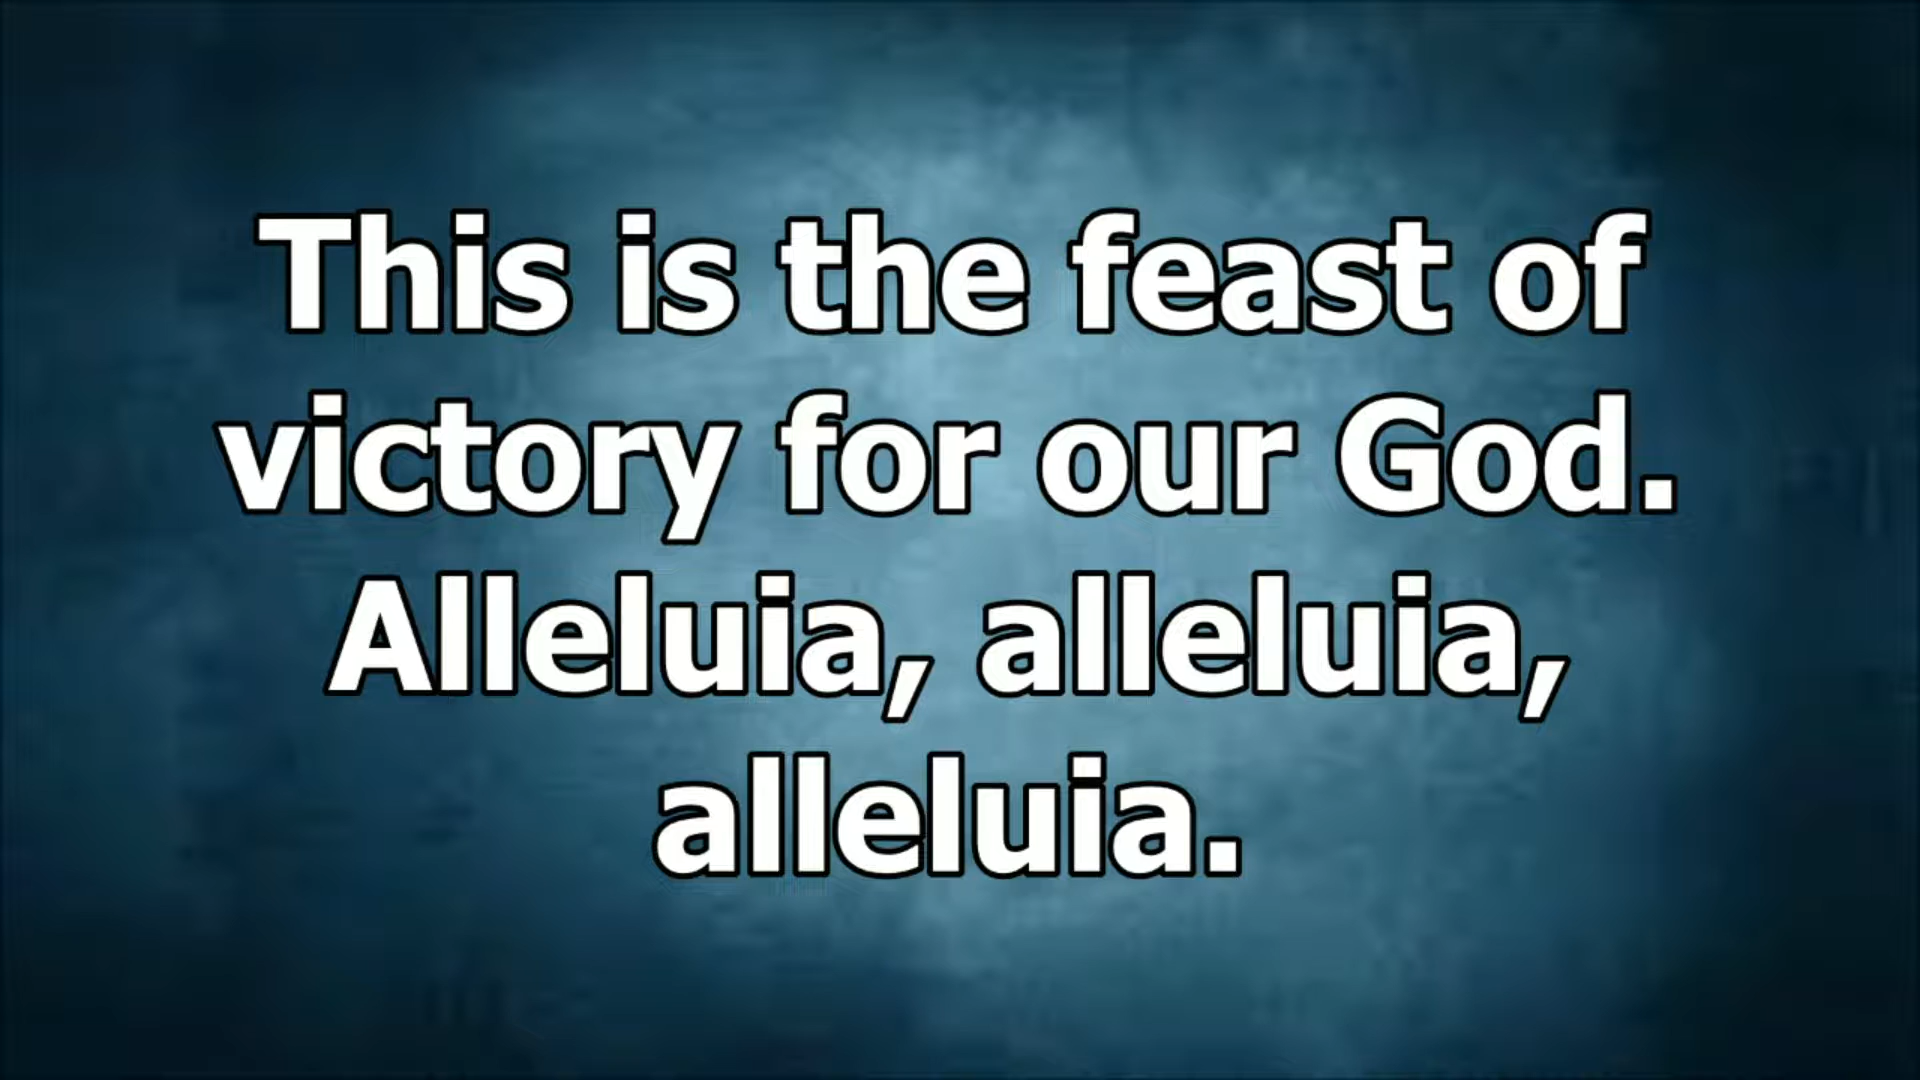 This is the feast of
victory for our God.
Alleluia, alleluia,
alleluia.